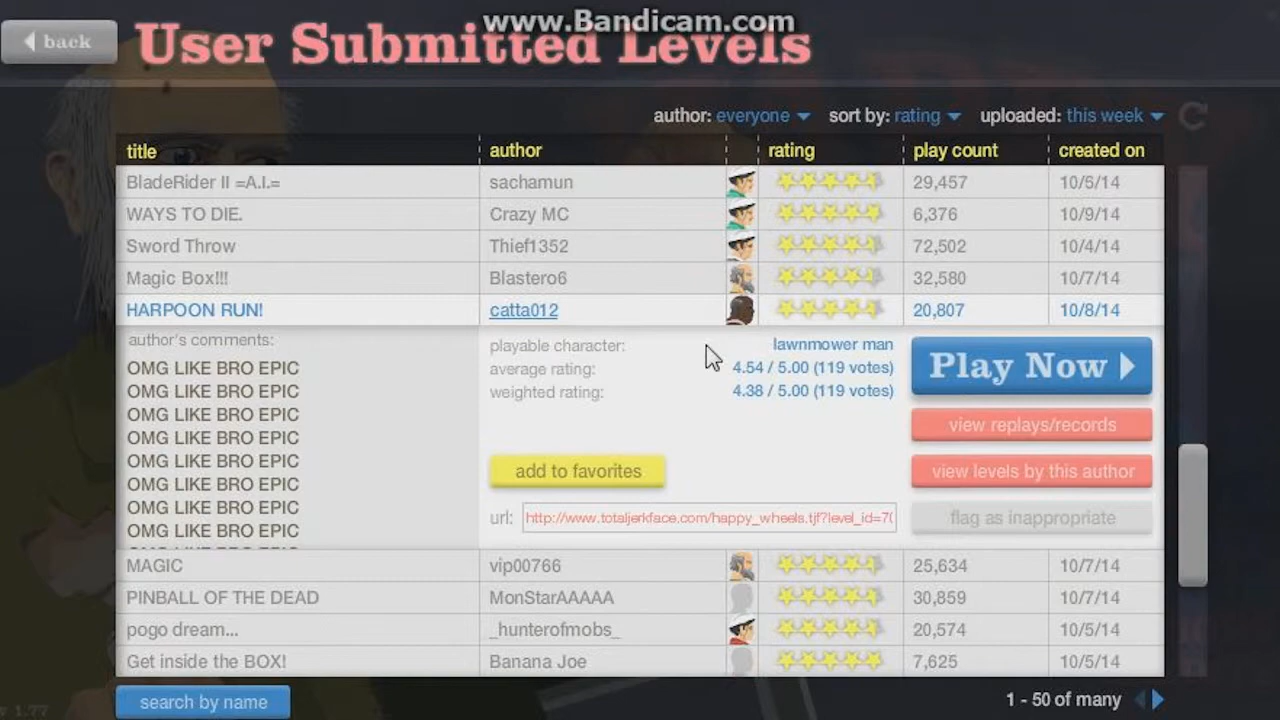 www.Bandicam.com
back
User Submitted Levels
author: everyone sort by: rating uploaded: this week
title author rating play count created on
BladeRider II =A.I.= sachamun 29,457 10/5/14
WAYS TO DIE. Crazy MC 6,376 10/9/14
Sword Throw Thief1352 72,502 10/4/14
Magic Box!!! Blastero6 32,580 10/7/14
HARPOON RUN! catta012 20,807 10/8/14
author's comments:
OMG LIKE BRO EPIC
OMG LIKE BRO EPIC
OMG LIKE BRO EPIC
OMG LIKE BRO EPIC
OMG LIKE BRO EPIC
OMG LIKE BRO EPIC
OMG LIKE BRO EPIC
OMG LIKE BRO EPIC
playable character: lawnmower man
average rating: 4.54 / 5.00 (119 votes)
weighted rating: 4.38 / 5.00 (119 votes)
add to favorites
url: http://www.totaljerkface.com/happy_wheels.tjf?level_id=7(
Play Now
view replays/records
view levels by this author
flag as inappropriate
MAGIC vip00766 25,634 10/7/14
PINBALL OF THE DEAD MonStarAAAAA 30,859 10/7/14
pogo dream... _hunterofmobs_ 20,574 10/5/14
Get inside the BOX! Banana Joe 7,625 10/5/14
search by name
1 - 50 of many
v 1.77